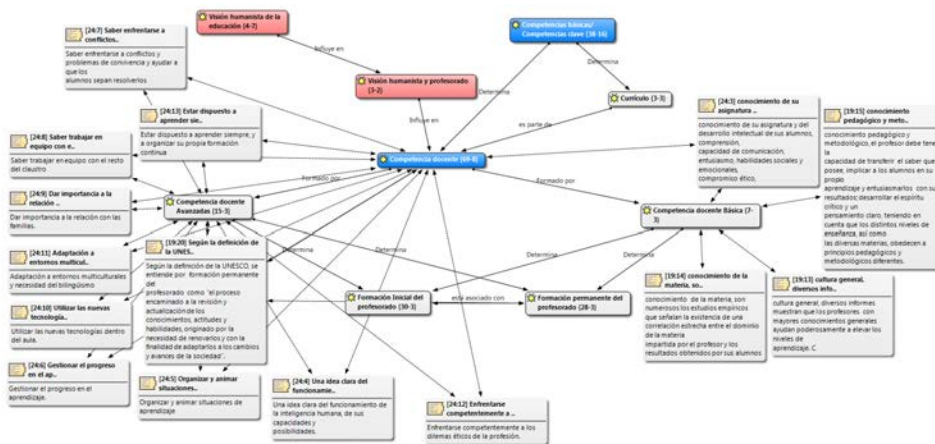 [24:7] Saber enfrentarse a
conflictos..
Saber enfrentarse a conflictos y
problemas de convivencia y ayudar a
que los
alumnos sepan resolverlos
Visión humanista de la
educación (4-2)
Influye en
Visión humanista y profesorado
(3-2)
Influye en
Competencias básicas/
Competencias clave (38-16)
Determina
Determina
Currículo (3-3)
es parte de
Competencia docente (69-8)
[24:13] Estar dispuesto a
aprender sie..
Estar dispuesto a aprender siempre, y
a organizar su propia formación
continua
[24:8] Saber trabajar en
equipo con e..
Saber trabajar en equipo con el resto
del claustro
[24:9] Dar importancia a la
relación ..
Dar importancia a la relación con las
familias.
[24:11] Adaptación a
entornos multicul..
Adaptación a entornos multiculturales
y necesidad del bilingüismo
[24:10] Utilizar las nuevas
tecnología..
Utilizar las nuevas tecnologías dentro
del aula.
[24:6] Gestionar el progreso
en el ap..
Gestionar el progreso en el
aprendizaje.
Formado por
Competencia docente
Avanzadas (15-3)
[19:20] Según la definición de
la UNES..
Según la definición de la UNESCO, se
entiende por formación permanente
del
profesorado como "el proceso
encaminado a la revisión y
actualización de los
conocimientos, actitudes y
habilidades, originado por la
necesidad de renovarlos y con la
finalidad de adaptarlos a los cambios
y avances de la sociedad".
[24:5] Organizar y animar
situaciones..
Organizar y animar situaciones de
aprendizaje
[24:4] Una idea clara del
funcionamie..
Una idea clara del funcionamiento de
la inteligencia humana, de sus
capacidades y
posibilidades.
[24:12] Enfrentarse
competentemente a ..
Enfrentarse competentemente a los
dilemas éticos de la profesión.
Determina
Determina
Determina
Determina
Formación Inicial del
profesorado (30-3)
está asociado con
Formación permanente del
profesorado (28-3)
Formado por
Competencia docente Básica (7-
3)
[24:3] conocimiento de su
asignatura ..
conocimiento de su asignatura y del
desarrollo intelectual de sus alumnos,
comprensión,
capacidad de comunicación,
entusiasmo, habilidades sociales y
emocionales,
compromiso ético,
[19:15] conocimiento
pedagógico y meto..
conocimiento pedagógico y
metodológico, el profesor debe tener
la
capacidad de transferir el saber que
posee, implicar a los alumnos en su
propio
aprendizaje y entusiasmarlos con sus
resultados; desarrollar el espíritu
crítico y un
pensamiento claro, teniendo en
cuenta que los distintos niveles de
enseñanza, así como
las diversas materias, obedecen a
principios pedagógicos y
metodológicos diferentes.
[19:14] conocimiento de la
materia, so..
conocimiento de la materia, son
numerosos los estudios empíricos
que señalan la existencia de una
correlación estrecha entre el dominio
de la materia
impartida por el profesor y los
resultados obtenidos por sus alumnos
[19:13] cultura general,
diversos info..
cultura general, diversos informes
muestran que los profesores con
mayores conocimientos generales
ayudan poderosamente a elevar los
niveles de
aprendizaje. C